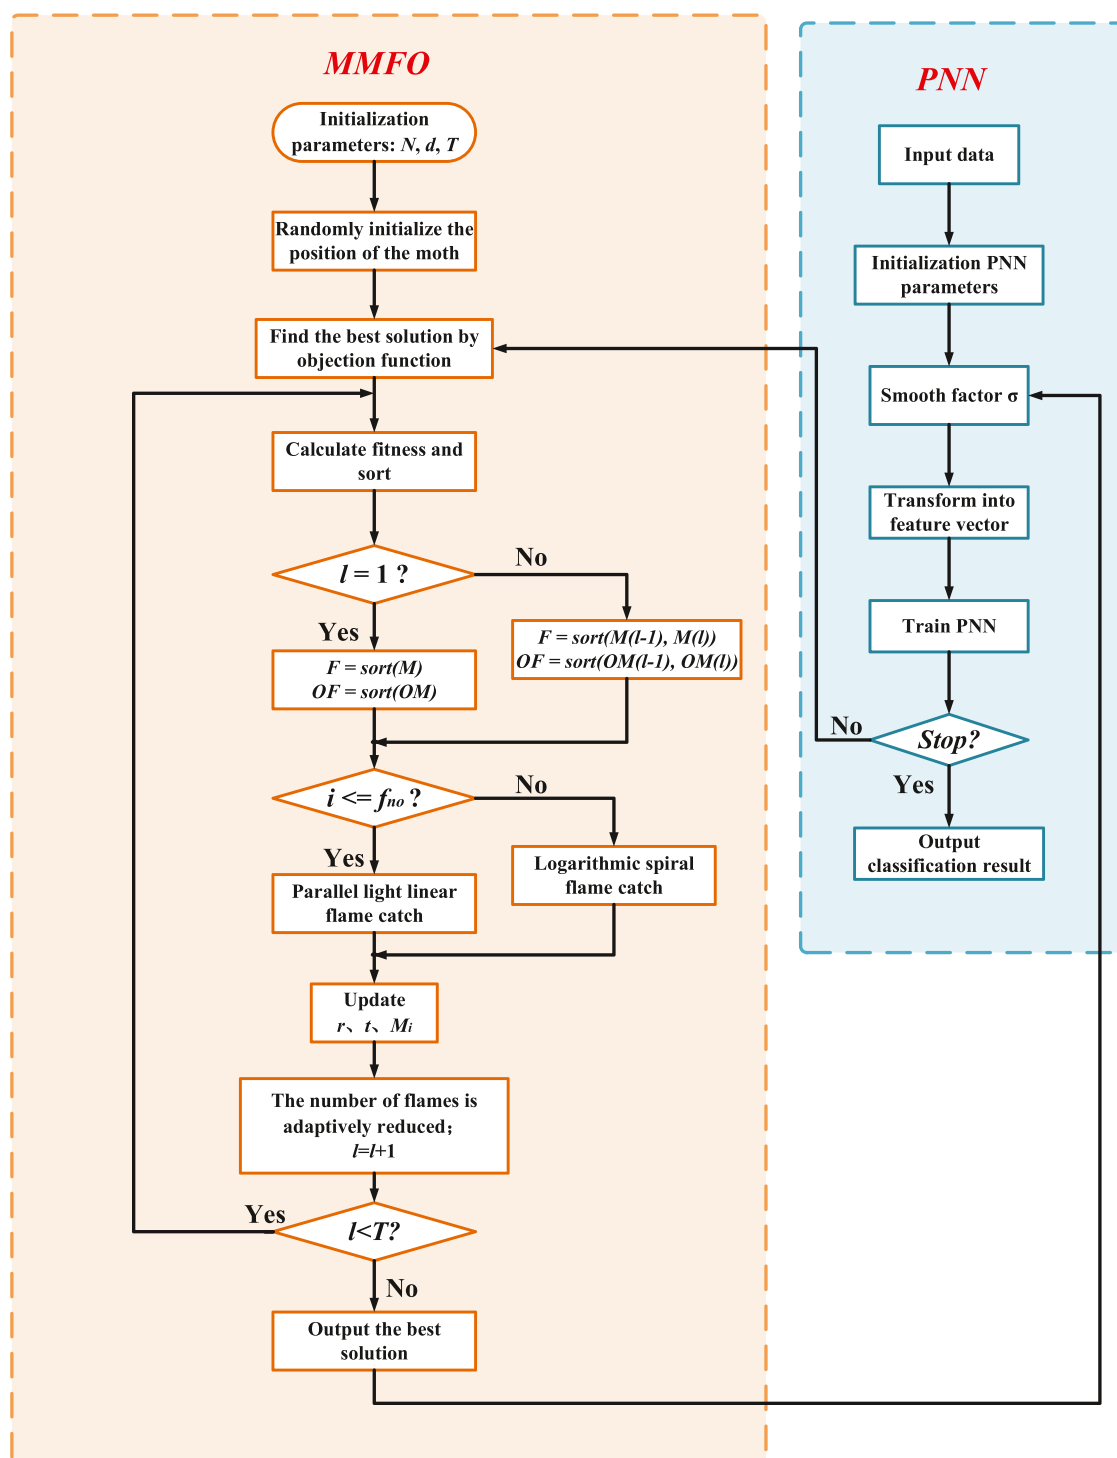 MMFO
Initialization
parameters: N, d, T
Randomly initialize the
position of the moth
Find the best solution by
objection function
Calculate fitness and
sort
l = 1 ?
No
Yes
F = sort(M)
OF = sort(OM)
F = sort(M(l-1), M(l))
OF = sort(OM(l-1), OM(l))
i <= fno ?
No
Yes
Parallel light linear
flame catch
Logarithmic spiral
flame catch
Update
r、t、Mi
The number of flames is
adaptively reduced；
l=l+1
l<T?
Yes
No
Output the best
solution
PNN
Input data
Initialization PNN
parameters
Smooth factor σ
Transform into
feature vector
Train PNN
Stop?
No
Yes
Output
classification result